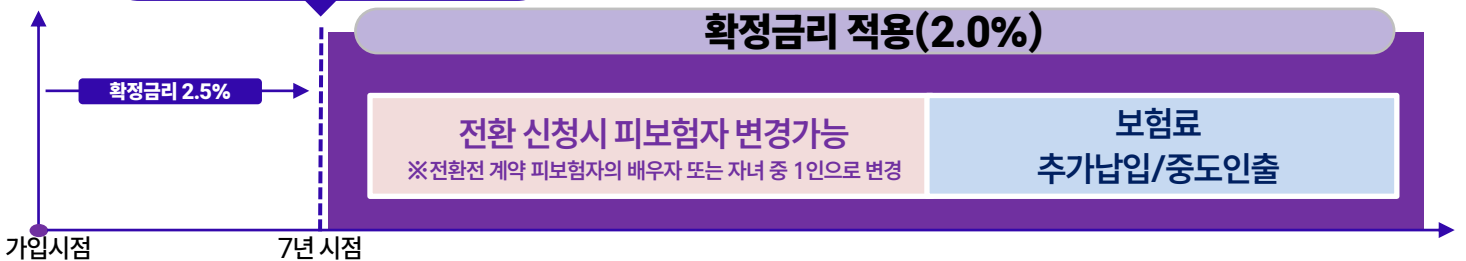 확정금리 적용(2.0%)
확정금리 2.5%
전환 신청시 피보험자 변경가능
※전환전 계약 피보험자의 배우자 또는 자녀 중 1인으로 변경
보험료
추가납입/중도인출
가입시점
7년 시점